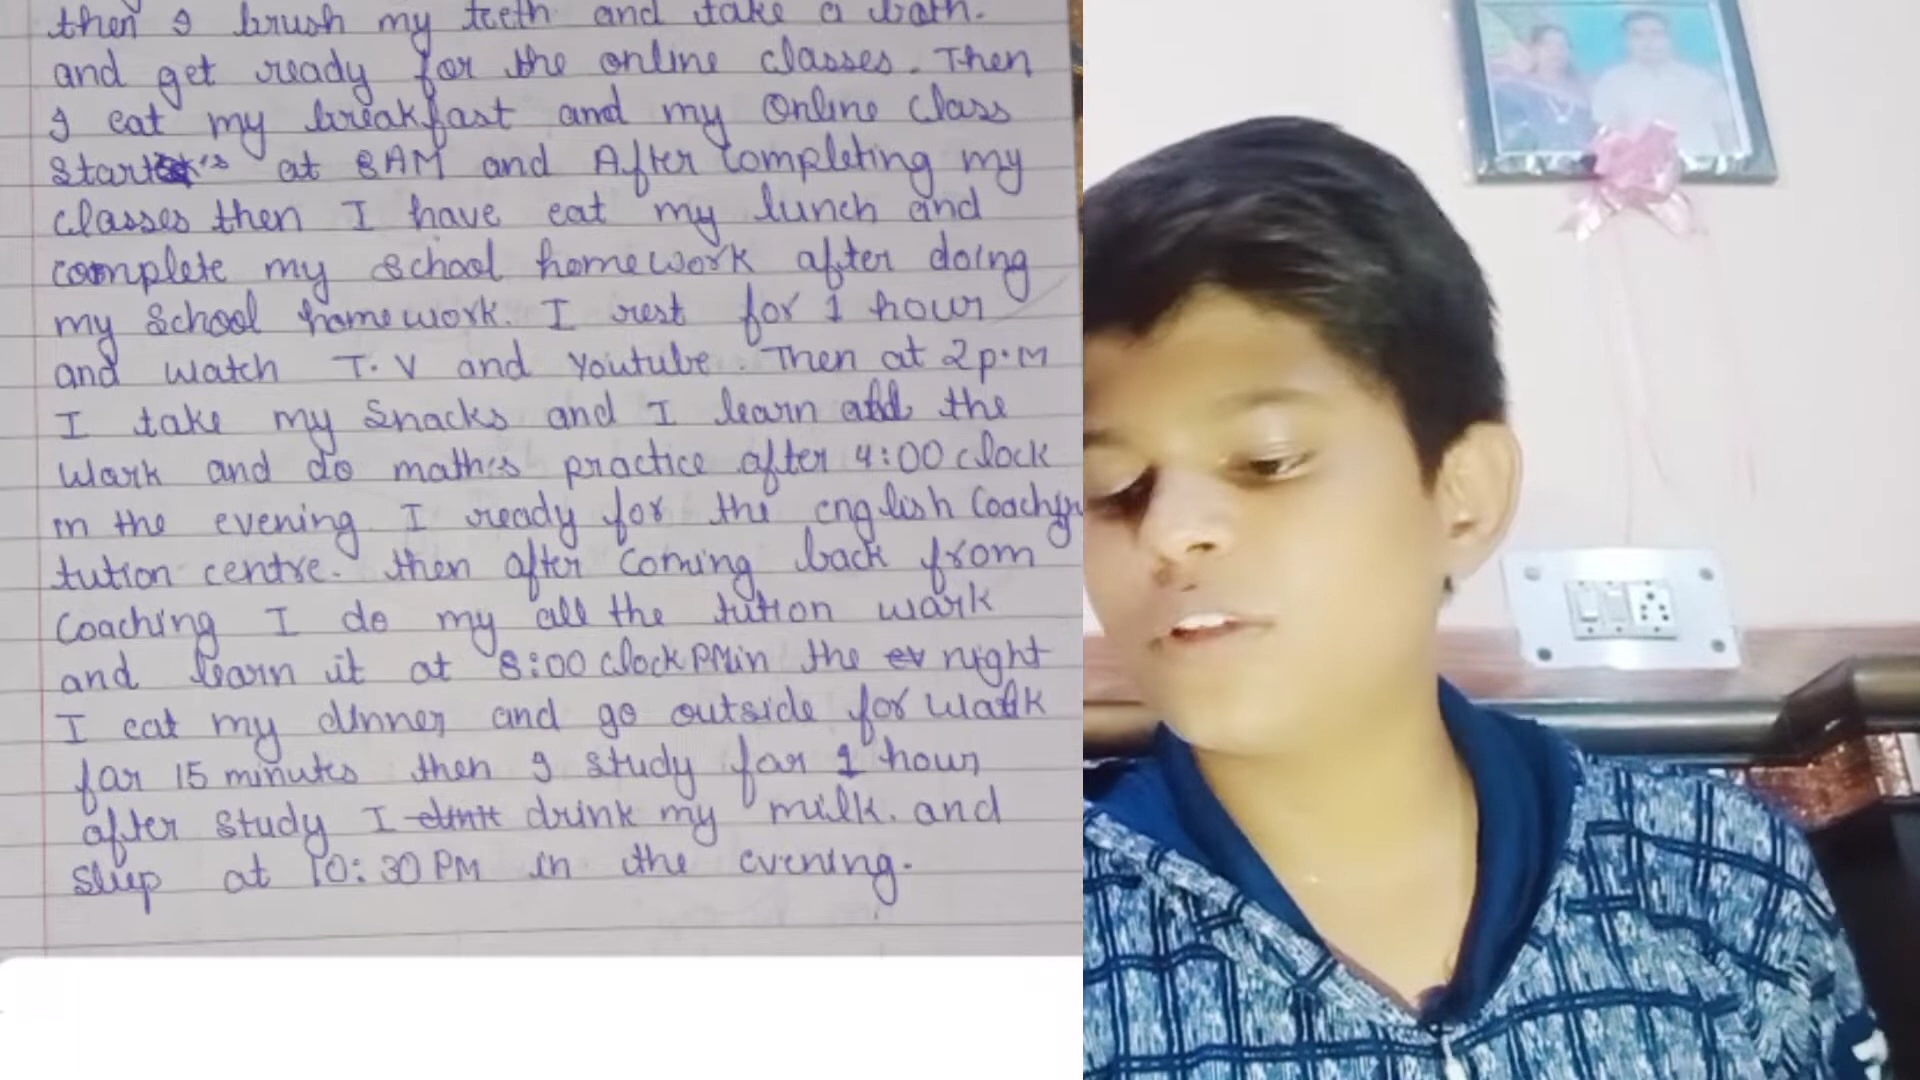 then I brush my teeth and take a bath.
and get ready for the online classes. Then
I eat my breakfast and my Online Class
start's at 8AM and After Completing my
classes then I have eat my lunch and
complete my School homework after doing
my School homework. I rest for 1 hour
and watch T.V and Youtube. Then at 2p.M
I take my Snacks and I learn all the
Work and do maths practice after 4:00 clock
in the evening I ready for the english Coachin
tution centre. then after Coming back from
Coaching I do my all the tution work
and learn it at 8:00 clock PM in the ev night
I eat my dinner and go outside for walk
for 15 minutes then I study for 1 hour
after study I drink my milk. and
sleep at 10:30 PM in the evening.